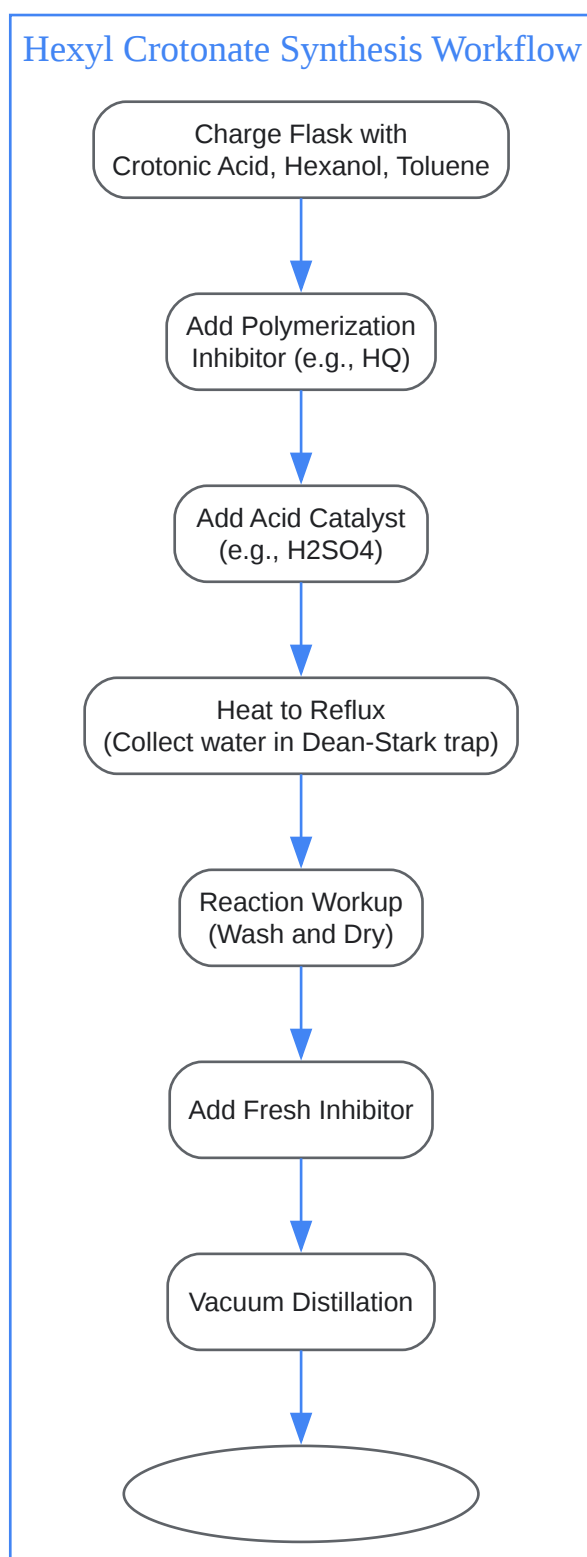 Hexyl Crotonate Synthesis Workflow
Charge Flask with
Crotonic Acid, Hexanol, Toluene
Add Polymerization
Inhibitor (e.g., HQ)
Add Acid Catalyst
(e.g., H2SO4)
Heat to Reflux
(Collect water in Dean-Stark trap)
Reaction Workup
(Wash and Dry)
Add Fresh Inhibitor
Vacuum Distillation